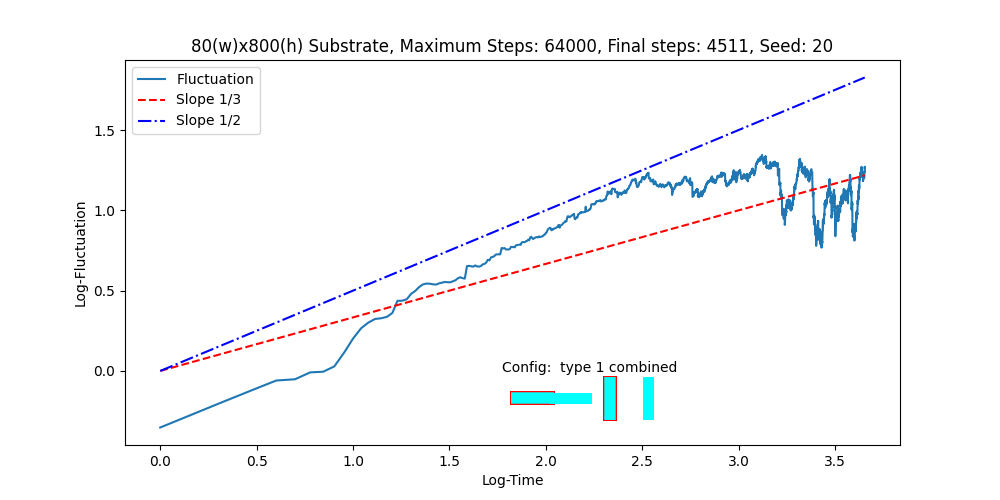 80(w)x800(h) Substrate, Maximum Steps: 64000, Final steps: 4511, Seed: 20
Fluctuation
Slope 1/3
Slope 1/2
Log-Fluctuation
1.5
1.0
0.5
0.0
Config:  type 1 combined
0.0 0.5 1.0 1.5 2.0 2.5 3.0 3.5
Log-Time